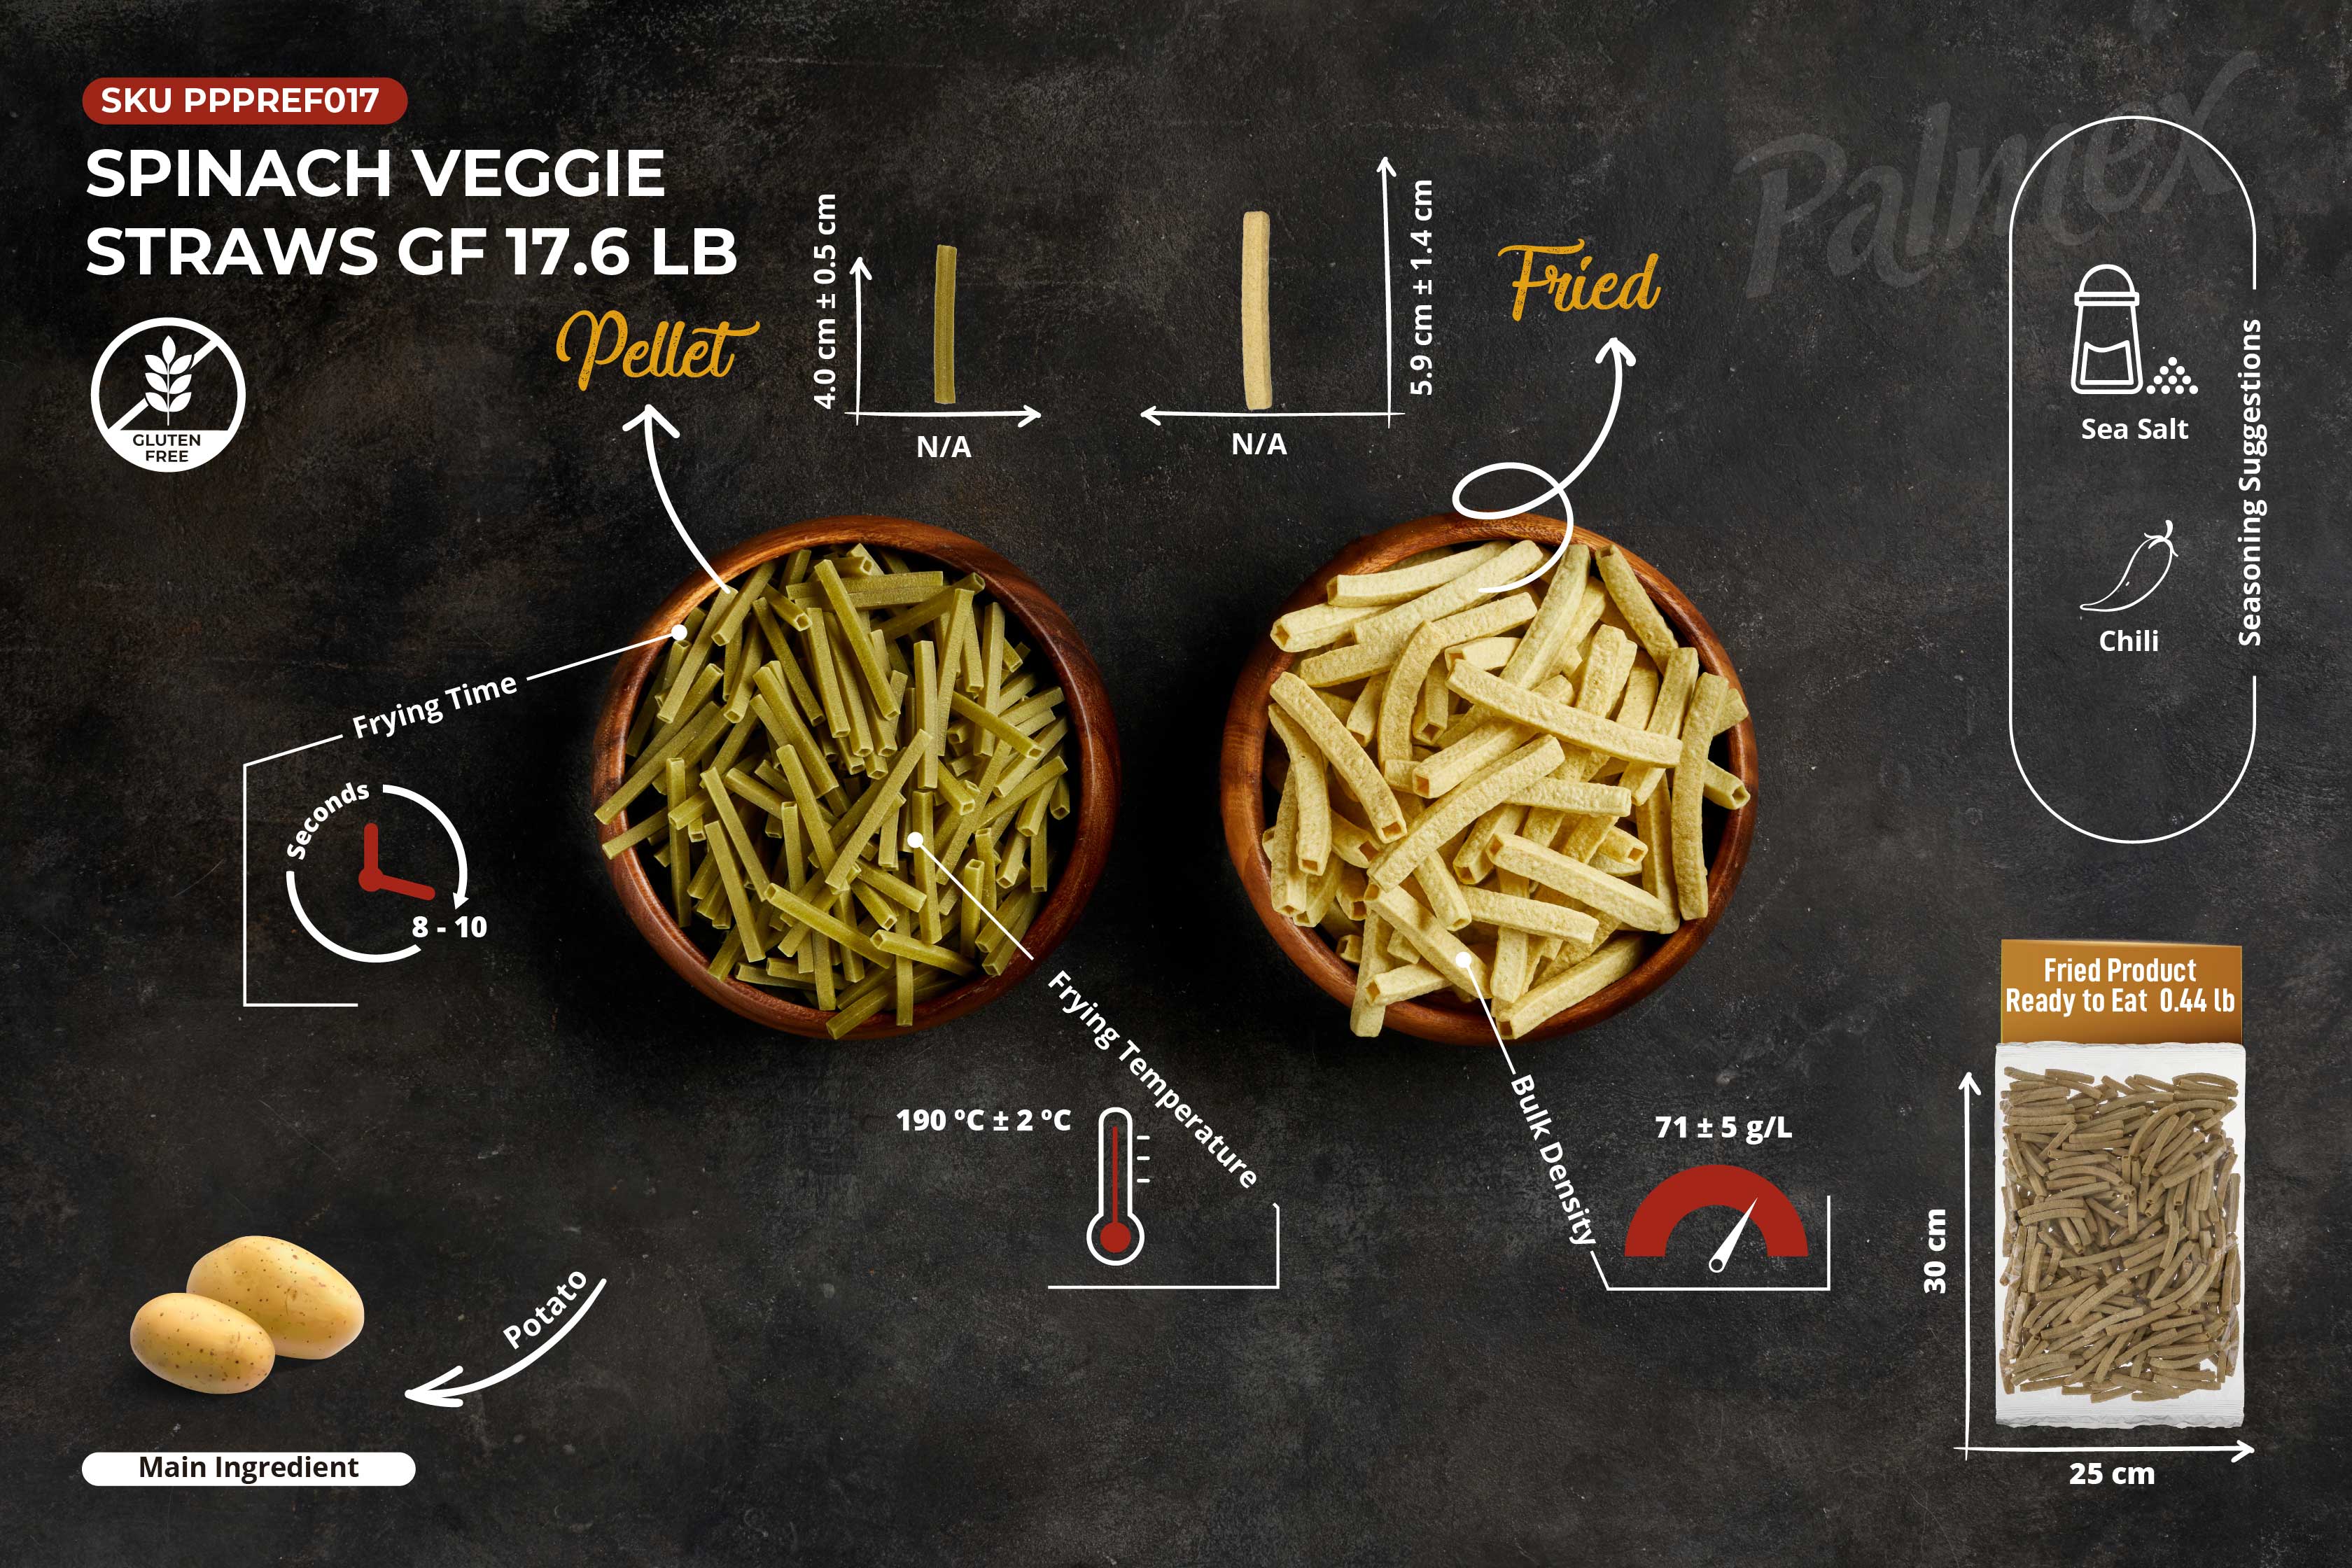 SKU PPPREF017
SPINACH VEGGIE
STRAWS GF 17.6 LB
GLUTEN
FREE
Pellet
4.0 cm ± 0.5 cm
N/A
N/A
5.9 cm ± 1.4 cm
Fried
Palmex
Sea Salt
Chili
Seasoning Suggestions
Frying Time
Seconds
8 - 10
Frying Temperature
190 ºC ± 2 ºC
Bulk Density
71 ± 5 g/L
Potato
Main Ingredient
Fried Product
Ready to Eat 0.44 lb
30 cm
25 cm